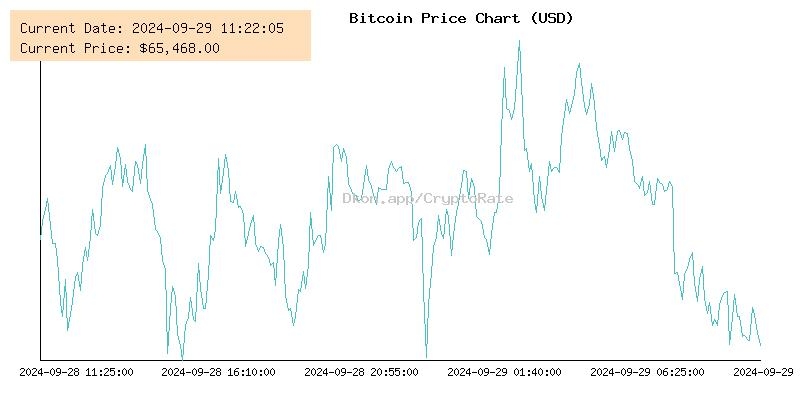 Bitcoin Price Chart (USD)
Current Date: 2024-09-29 11:22:05
Current Price: $65,468.00
Dkon.app/CryptoRate
2024-09-28 11:25:00 2024-09-28 16:10:00 2024-09-28 20:55:00 2024-09-29 01:40:00 2024-09-29 06:25:00 2024-09-29